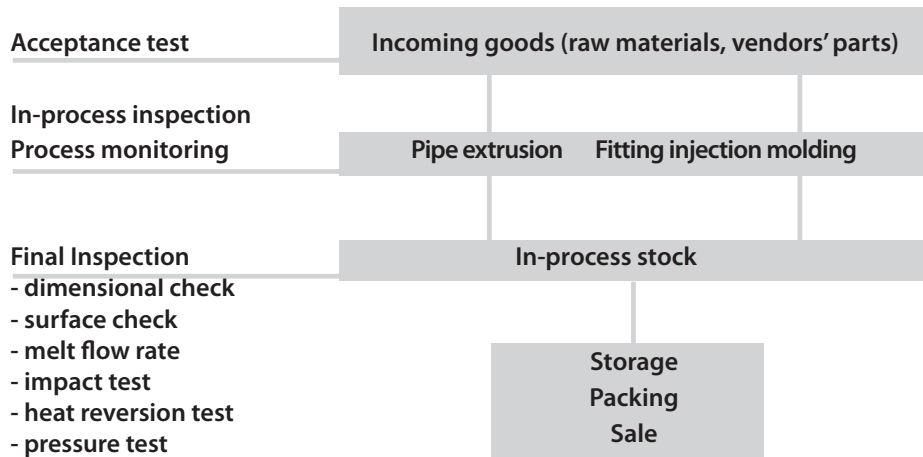 Acceptance test
Incoming goods (raw materials, vendors’ parts)
In-process inspection
Process monitoring
Pipe extrusion
Fitting injection molding
Final Inspection
In-process stock
- dimensional check
- surface check
- melt flow rate
- impact test
- heat reversion test
- pressure test
Storage
Packing
Sale